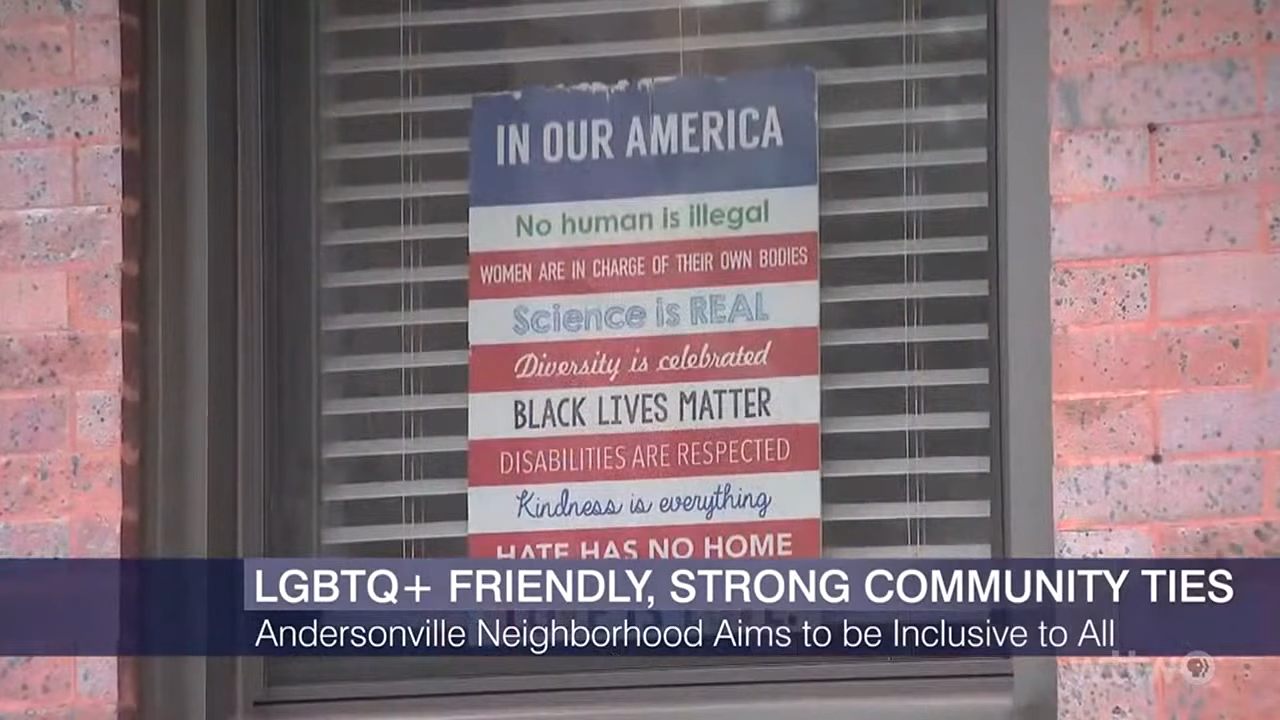 IN OUR AMERICA
No human is illegal
WOMEN ARE IN CHARGE OF THEIR OWN BODIES
Science is REAL
Diversity is celebrated
BLACK LIVES MATTER
DISABILITIES ARE RESPECTED
Kindness is everything
HATE HAS NO HOME
LGBTQ+ FRIENDLY, STRONG COMMUNITY TIES
Andersonville Neighborhood Aims to be Inclusive to All
wttw